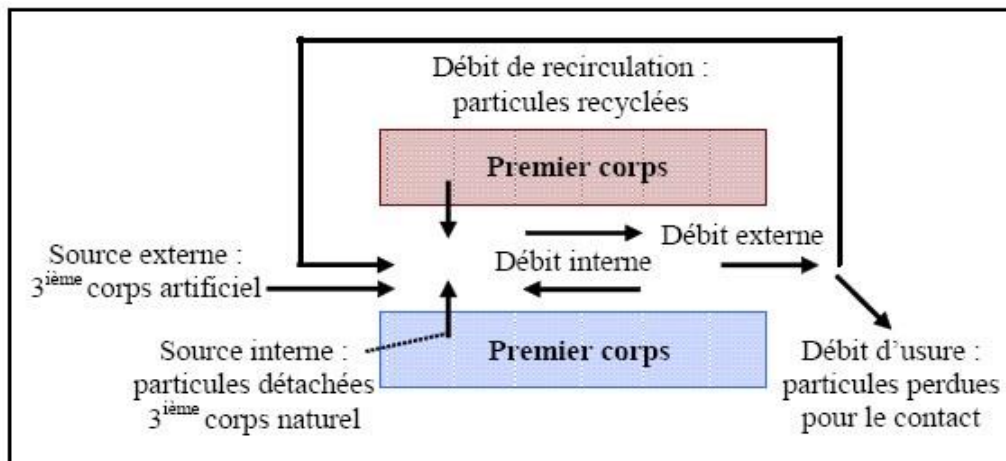 Débit de recirculation :
particules recyclées
Premier corps
Débit externe
Source externe :
Débit interne
3ième corps artificiel
Source interne :
particules détachées
3ième corps naturel
Premier corps
Débit d’usure :
particules perdues
pour le contact